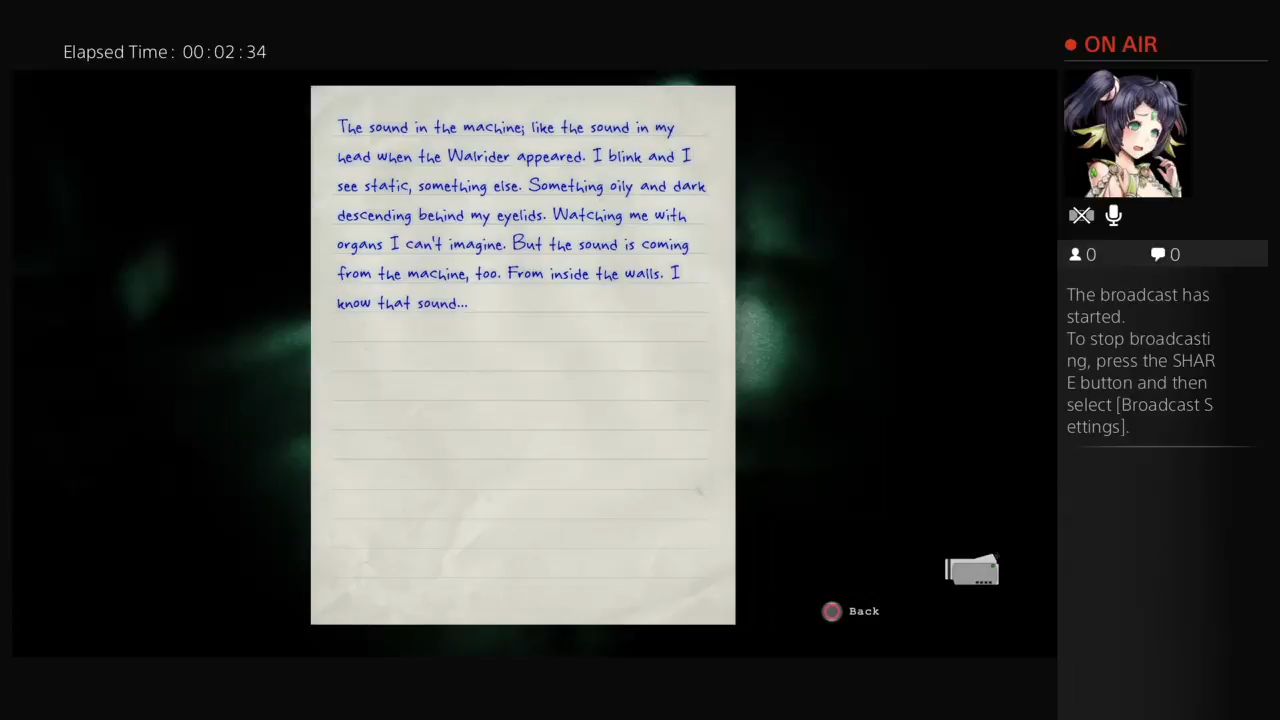 Elapsed Time: 00:02:34
ON AIR
The sound in the machine; like the sound in my
head when the Walrider appeared. I blink and I
see static, something else. Something oily and dark
descending behind my eyelids. Watching me with
organs I can't imagine. But the sound is coming
from the machine, too. From inside the walls. I
know that sound...
0
0
The broadcast has
started.
To stop broadcasti
ng, press the SHAR
E button and then
select [Broadcast S
ettings].
Back